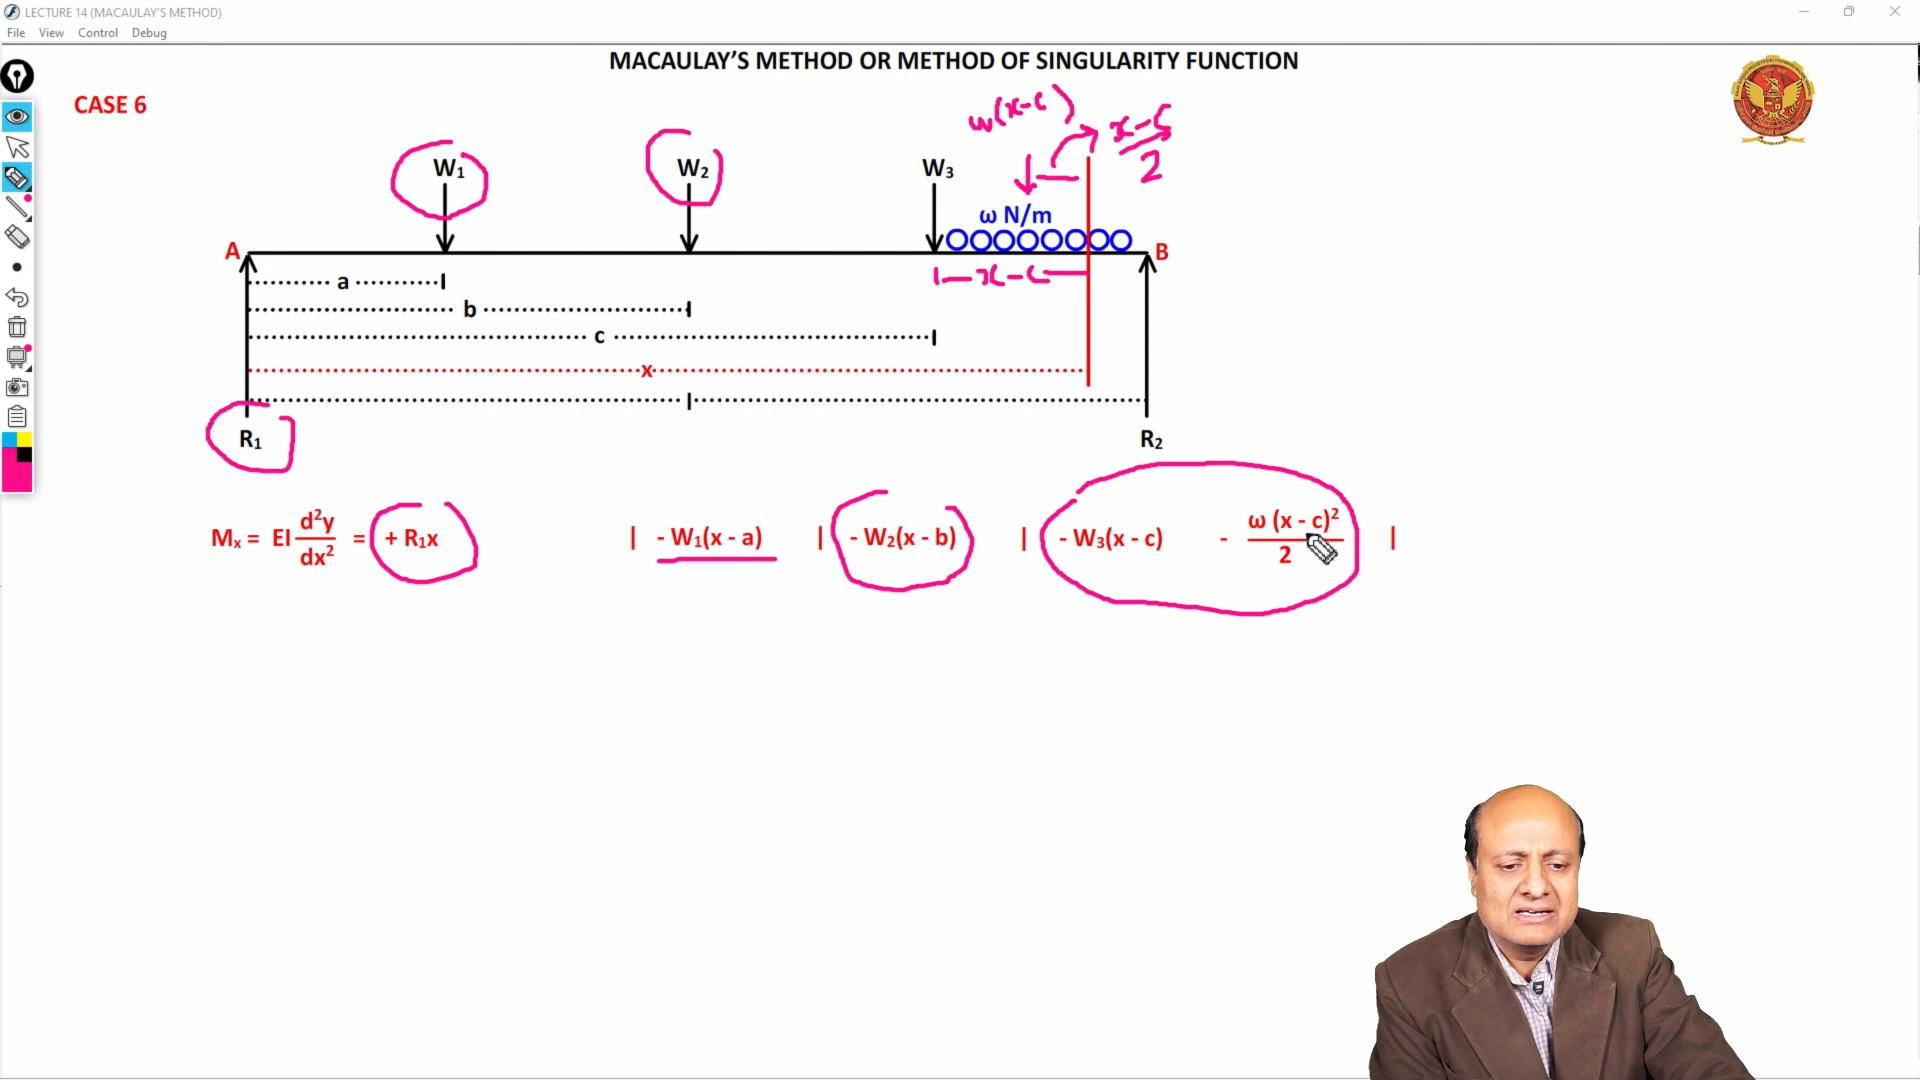 LECTURE 14 (MACAULAY'S METHOD)
File View Control Debug
MACAULAY'S METHOD OR METHOD OF SINGULARITY FUNCTION
CASE 6
w(x-c)
x-c
2
W₁ W₂ W₃
ω N/m
A B
x-c
a
b
c
x
l
R₁ R₂
Mₓ = EI d²y/dx² = + R₁x | - W₁(x - a) | - W₂(x - b) | - W₃(x - c) - ω (x - c)²/2 |